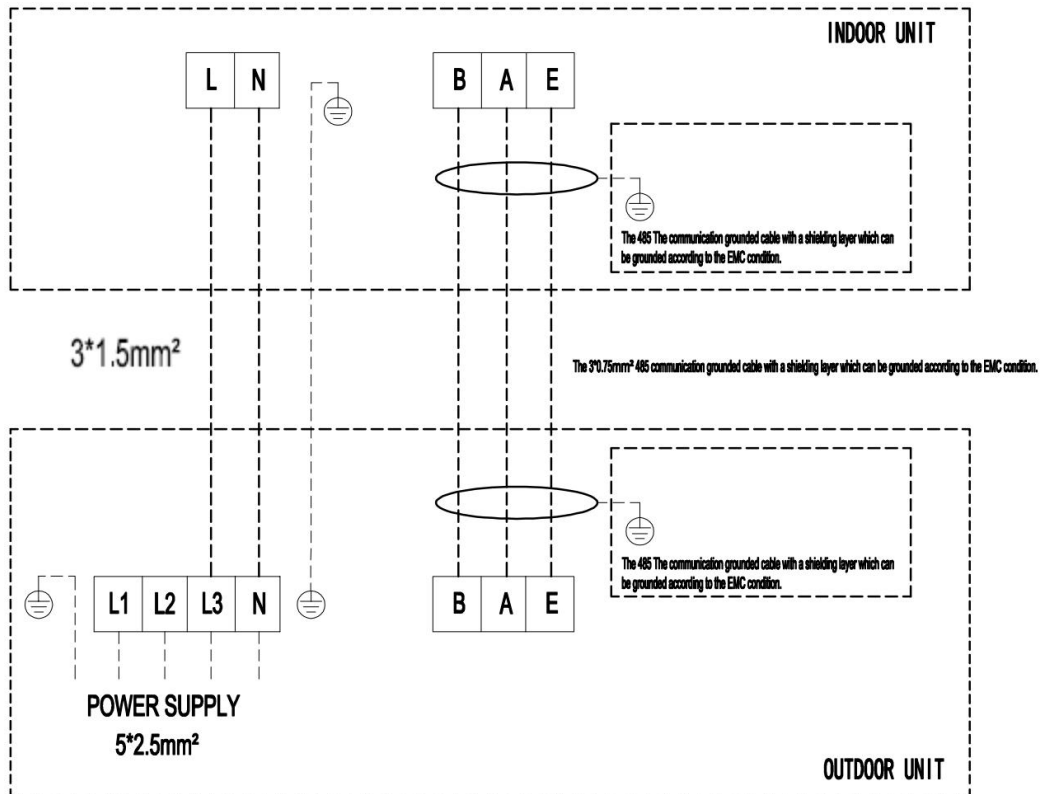 INDOOR UNIT
L N
B A E
The 485 The communication grounded cable with a shielding layer which can
be grounded according to the EMC condition.
3*1.5mm²
The 3*0.75mm² 485 communication grounded cable with a shielding layer which can be grounded according to the EMC condition.
The 485 The communication grounded cable with a shielding layer which can
be grounded according to the EMC condition.
L1 L2 L3 N
B A E
POWER SUPPLY
5*2.5mm²
OUTDOOR UNIT